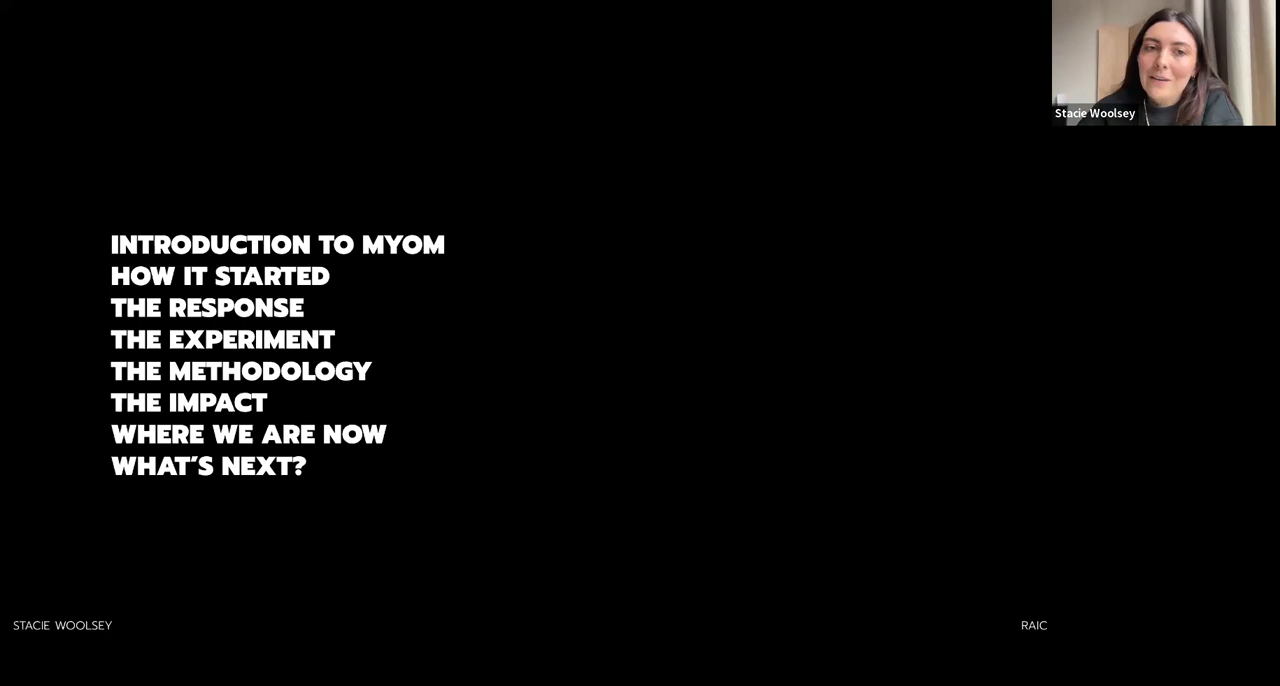 Stacie Woolsey
INTRODUCTION TO MYOM
HOW IT STARTED
THE RESPONSE
THE EXPERIMENT
THE METHODOLOGY
THE IMPACT
WHERE WE ARE NOW
WHAT'S NEXT?
STACIE WOOLSEY
RAIC